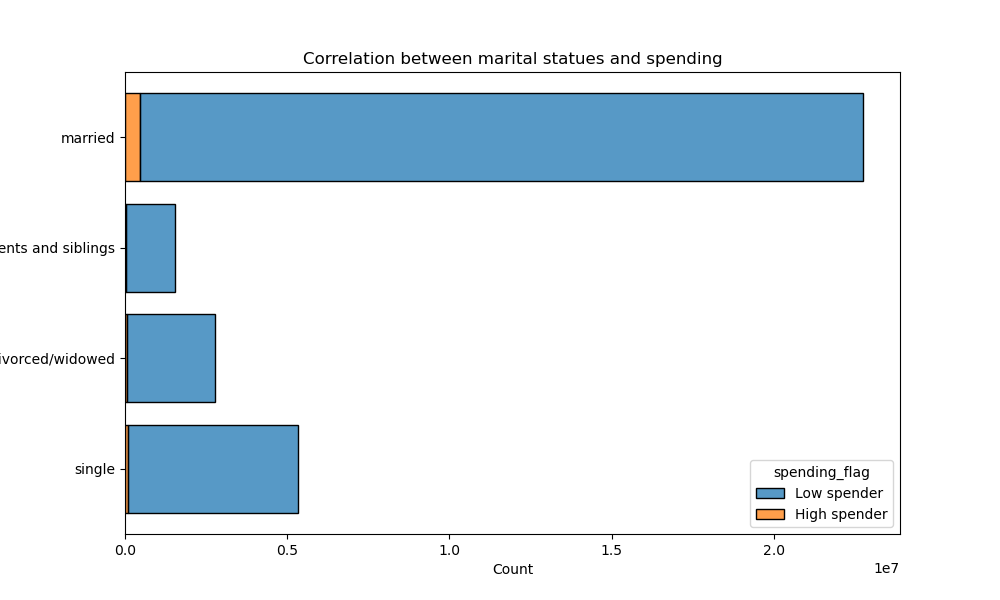 Correlation between marital statues and spending
married
ents and siblings
ivorced/widowed
single
0.0 0.5 1.0 1.5 2.0
1e7
Count
spending_flag
Low spender
High spender